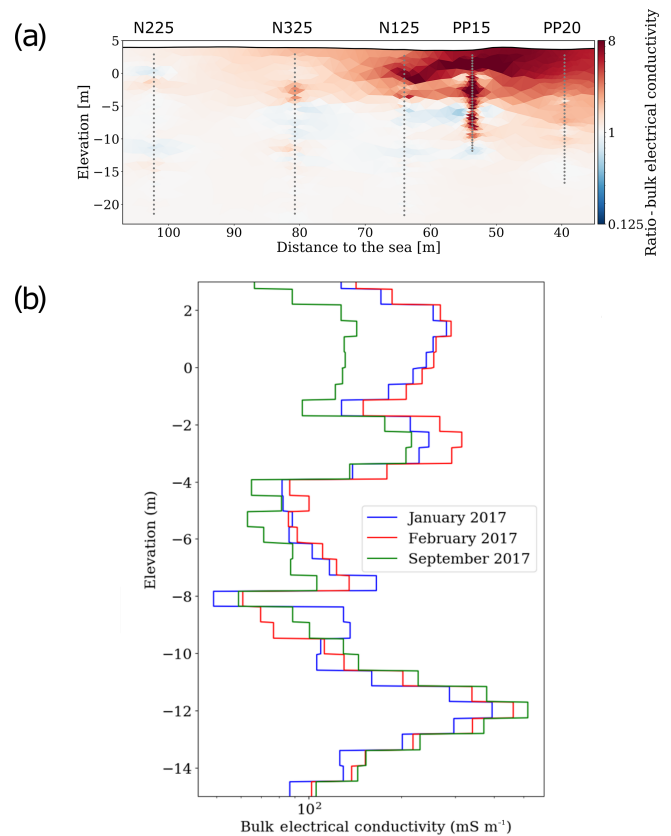 (a)
N225 N325 N125 PP15 PP20
5
0
−5
−10
−15
−20
Elevation [m]
100 90 80 70 60 50 40
Distance to the sea [m]
8
1
0.125
Ratio - bulk electrical conductivity
(b)
2
0
−2
−4
−6
−8
−10
−12
−14
Elevation (m)
January 2017
February 2017
September 2017
10²
Bulk electrical conductivity (mS m⁻¹)